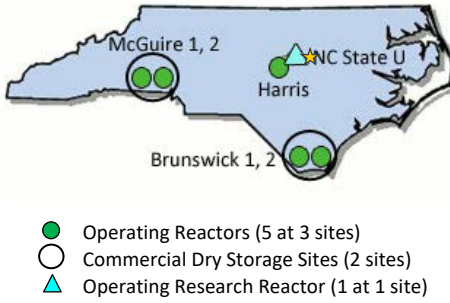 McGuire 1, 2
NC State U
Harris
Brunswick 1, 2
Operating Reactors (5 at 3 sites)
Commercial Dry Storage Sites (2 sites)
Operating Research Reactor (1 at 1 site)